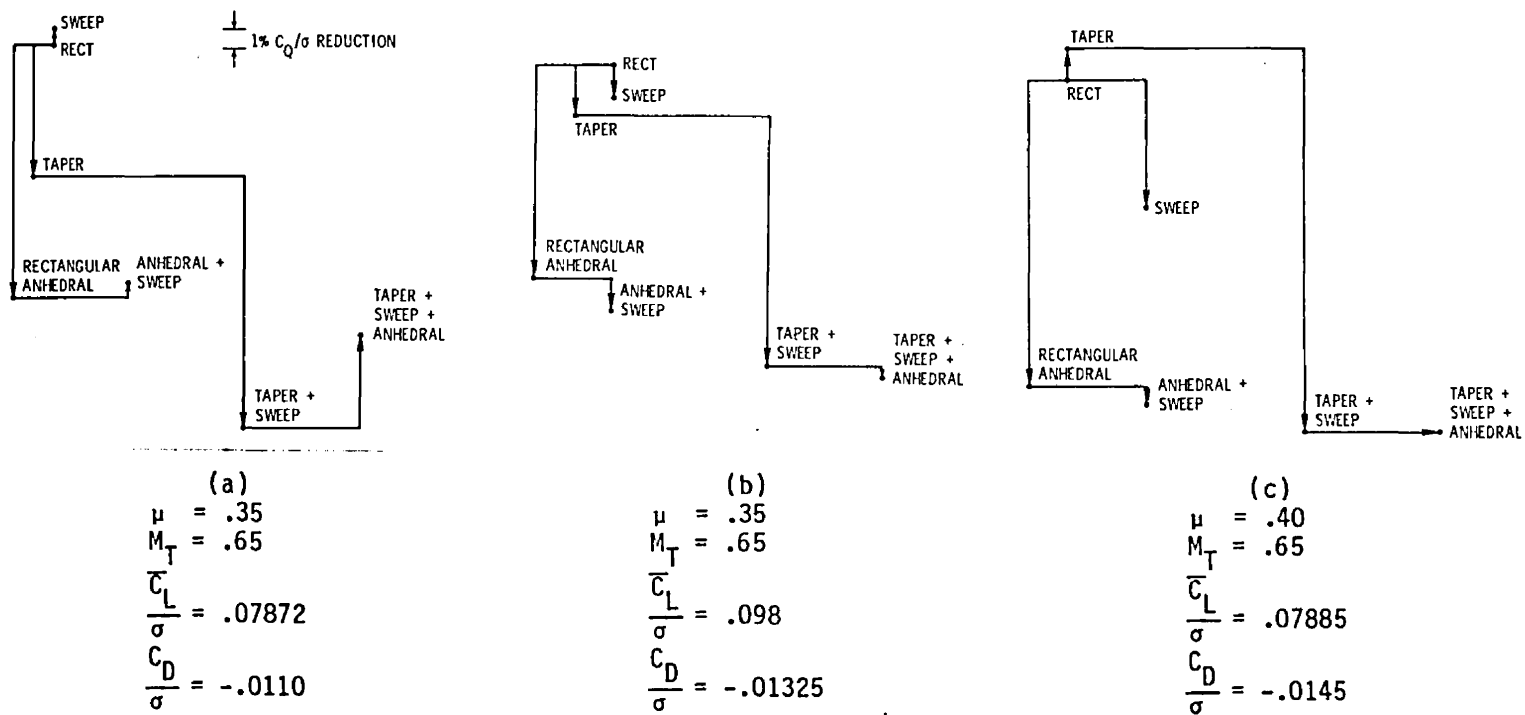 SWEEP
RECT
1% C_Q/σ REDUCTION
TAPER
RECTANGULAR
ANHEDRAL
ANHEDRAL +
SWEEP
TAPER +
SWEEP +
ANHEDRAL
TAPER +
SWEEP
(a)
μ = .35
M_T = .65
C̅_L/σ = .07872
C_D/σ = -.0110
RECT
SWEEP
TAPER
RECTANGULAR
ANHEDRAL
ANHEDRAL +
SWEEP
TAPER +
SWEEP
TAPER +
SWEEP +
ANHEDRAL
(b)
μ = .35
M_T = .65
C̅_L/σ = .098
C_D/σ = -.01325
TAPER
RECT
SWEEP
RECTANGULAR
ANHEDRAL
ANHEDRAL +
SWEEP
TAPER +
SWEEP
TAPER +
SWEEP +
ANHEDRAL
(c)
μ = .40
M_T = .65
C̅_L/σ = .07885
C_D/σ = -.0145